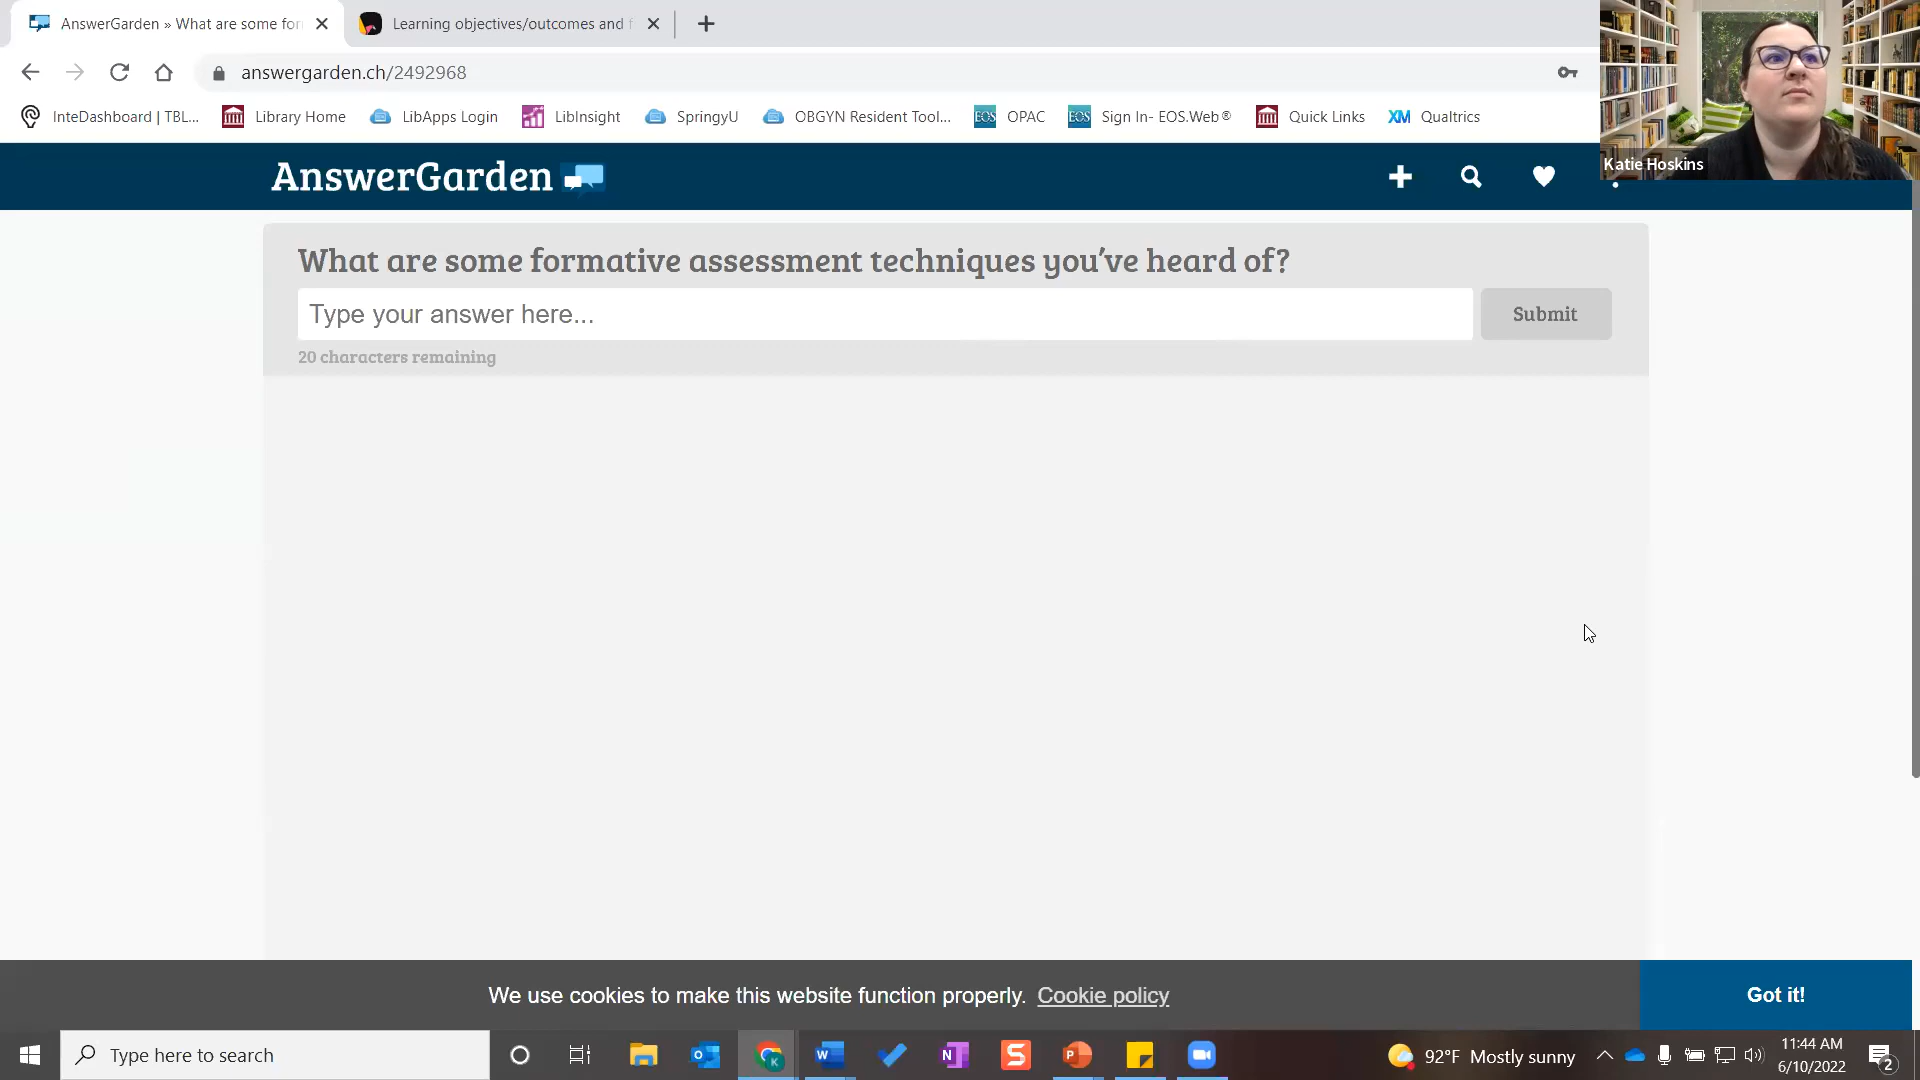 AnswerGarden » What are some for
Learning objectives/outcomes and f
answergarden.ch/2492968
InteDashboard | TBL...
Library Home
LibApps Login
LibInsight
SpringyU
OBGYN Resident Tool...
EOS
OPAC
EOS
Sign In- EOS.Web®
Quick Links
XM
Qualtrics
Katie Hoskins
AnswerGarden
What are some formative assessment techniques you've heard of?
Type your answer here...
Submit
20 characters remaining
We use cookies to make this website function properly. Cookie policy
Got it!
Type here to search
92°F Mostly sunny
11:44 AM
6/10/2022
2